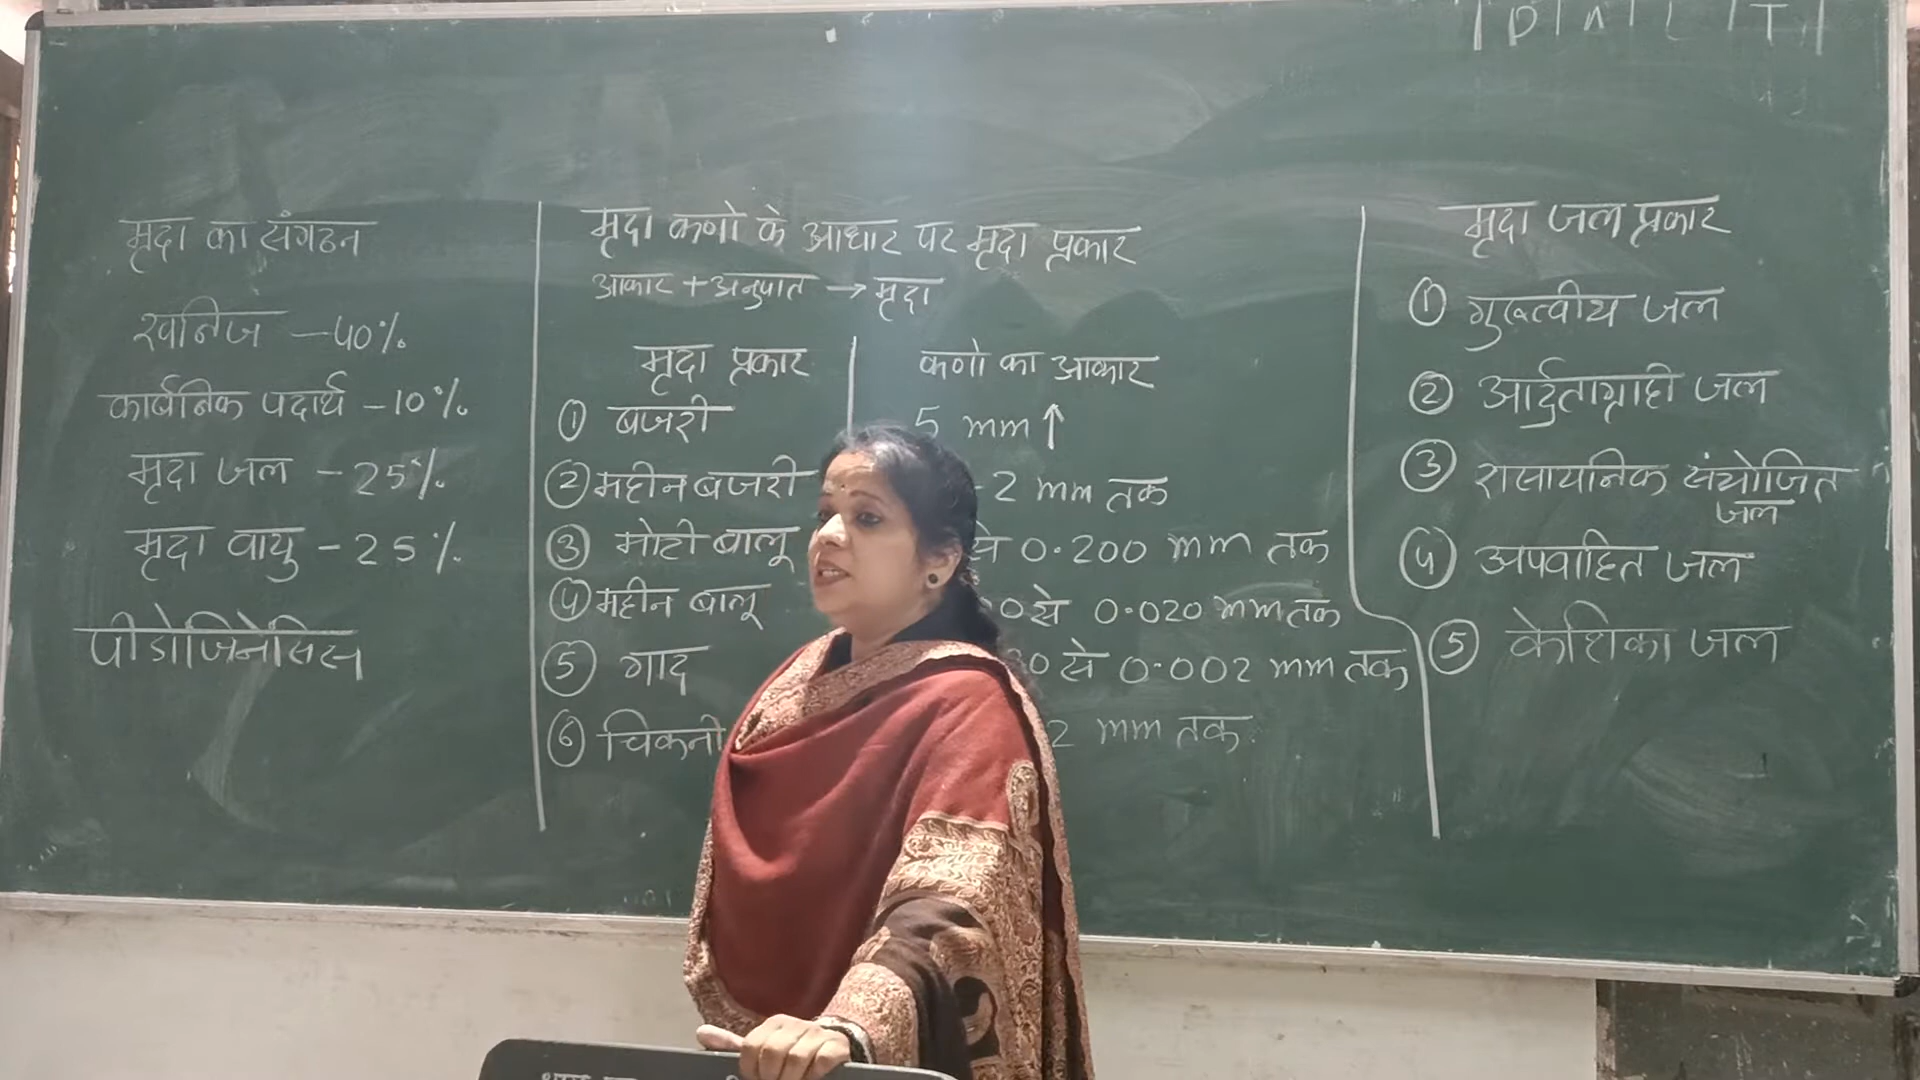 मृदा का संगठन
खनिज – 40%
कार्बनिक पदार्थ – 10%
मृदा जल – 25%
मृदा वायु – 25%
पीडोजिनेसिस
मृदा कणो के आधार पर मृदा प्रकार
आकार + अनुपात → मृदा
मृदा प्रकार कणो का आकार
① बजरी 5 mm ↑
② महीन बजरी - 2 mm तक
③ मोटी बालू से 0.200 mm तक
④ महीन बालू 0 से 0.020 mm तक
⑤ गाद 0 से 0.002 mm तक
⑥ चिकनी 2 mm तक
मृदा जल प्रकार
① गुरुत्वीय जल
② आर्द्रताग्राही जल
③ रासायनिक संयोजित
जल
④ अपवाहित जल
⑤ केशिका जल